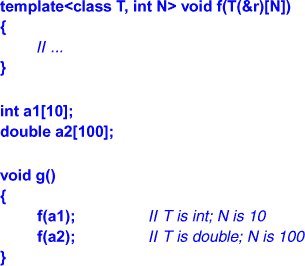 template<class T, int N> void f(T(&r)[N])
{
// ...
}
int a1[10];
double a2[100];
void g()
{
f(a1); // T is int; N is 10
f(a2); // T is double; N is 100
}